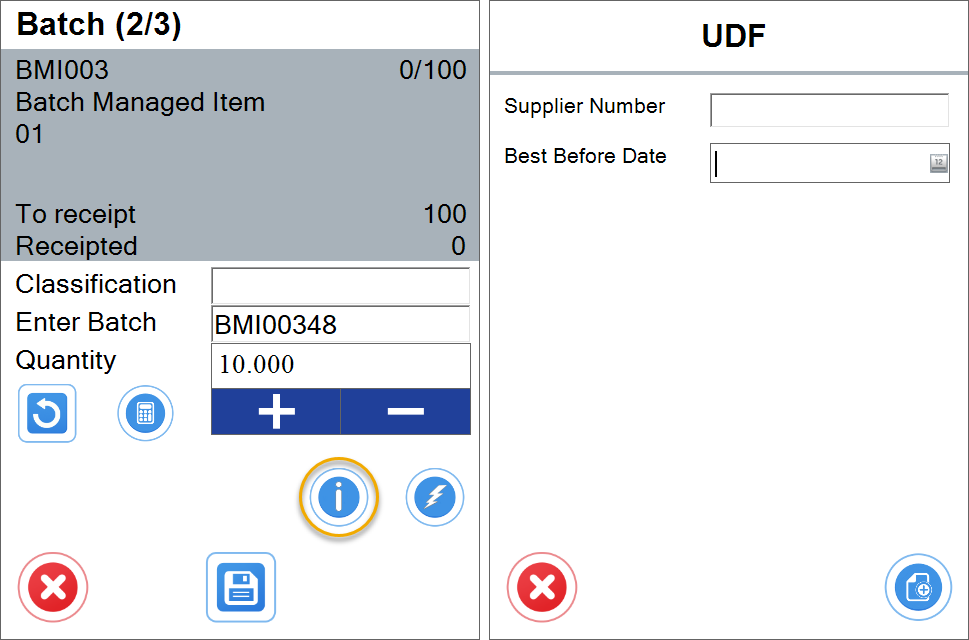 Batch (2/3)
BMI003 0/100
Batch Managed Item
01
To receipt 100
Receipted 0
Classification
Enter Batch BMI00348
Quantity 10.000
UDF
Supplier Number
Best Before Date 12